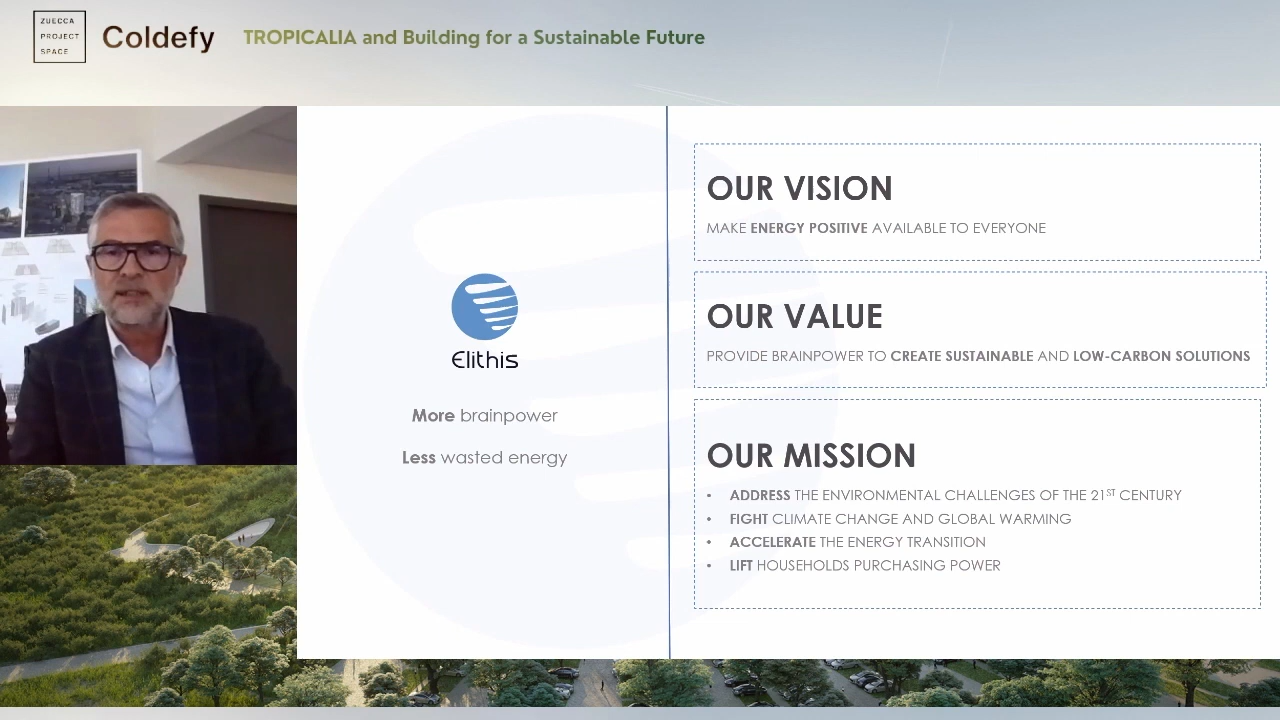 ZUECCA
PROJECT
SPACE
Coldefy
TROPICALIA and Building for a Sustainable Future
Elithis
More brainpower
Less wasted energy
OUR VISION
MAKE ENERGY POSITIVE AVAILABLE TO EVERYONE
OUR VALUE
PROVIDE BRAINPOWER TO CREATE SUSTAINABLE AND LOW-CARBON SOLUTIONS
OUR MISSION
• ADDRESS THE ENVIRONMENTAL CHALLENGES OF THE 21ST CENTURY
• FIGHT CLIMATE CHANGE AND GLOBAL WARMING
• ACCELERATE THE ENERGY TRANSITION
• LIFT HOUSEHOLDS PURCHASING POWER